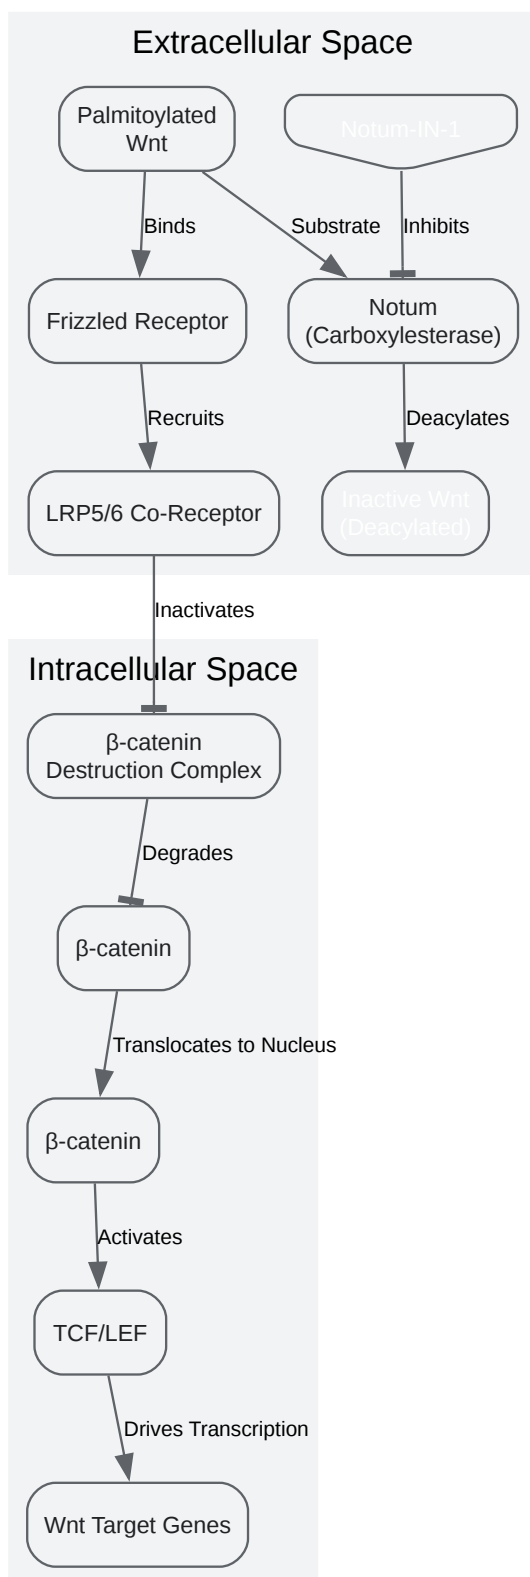 Extracellular Space
Palmitoylated
Wnt
Notum-IN-1
Binds
Substrate
Inhibits
Frizzled Receptor
Notum
(Carboxylesterase)
Recruits
Deacylates
LRP5/6 Co-Receptor
Inactive Wnt
(Deacylated)
Inactivates
Intracellular Space
β-catenin
Destruction Complex
Degrades
β-catenin
Translocates to Nucleus
β-catenin
Activates
TCF/LEF
Drives Transcription
Wnt Target Genes